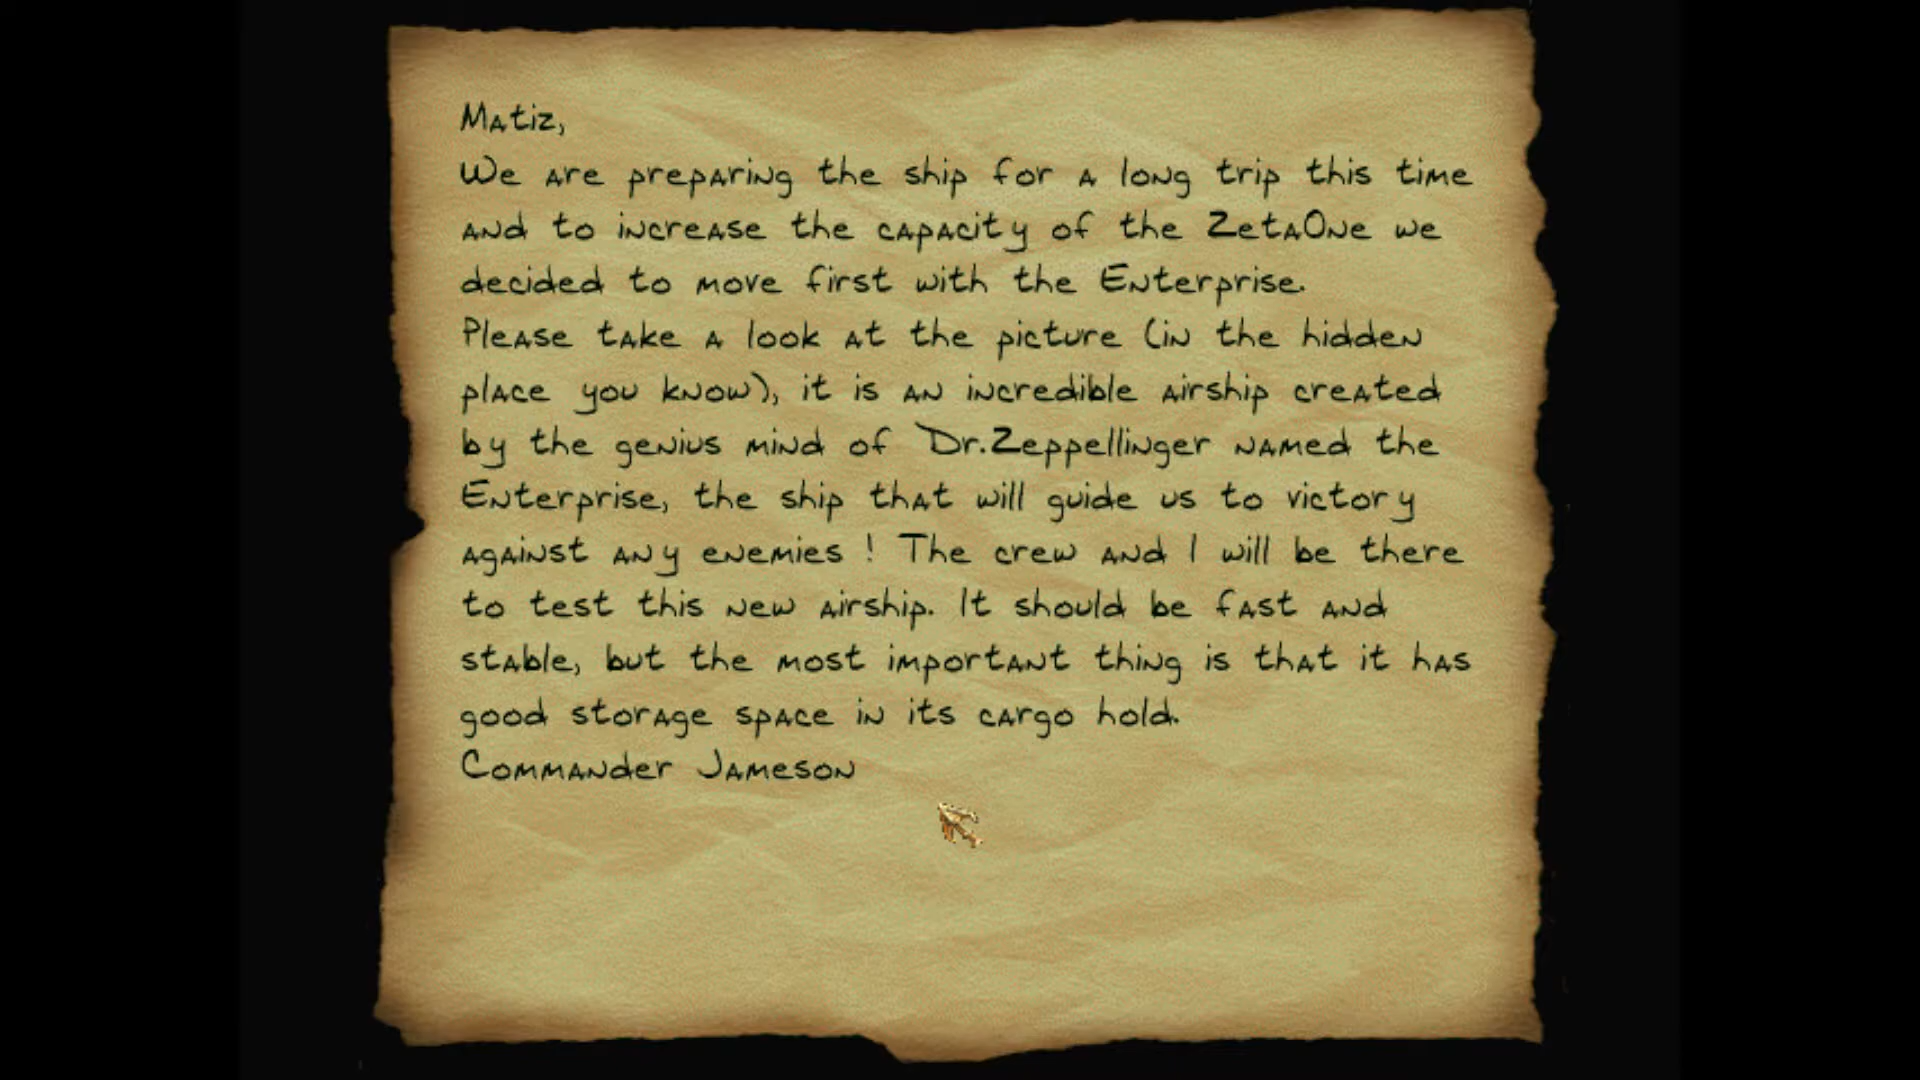 Matiz,
We are preparing the ship for a long trip this time
and to increase the capacity of the ZetaOne we
decided to move first with the Enterprise.
Please take a look at the picture (in the hidden
place you know), it is an incredible airship created
by the genius mind of Dr.Zeppellinger named the
Enterprise, the ship that will guide us to victory
against any enemies ! The crew and I will be there
to test this new airship. It should be fast and
stable, but the most important thing is that it has
good storage space in its cargo hold.
Commander Jameson